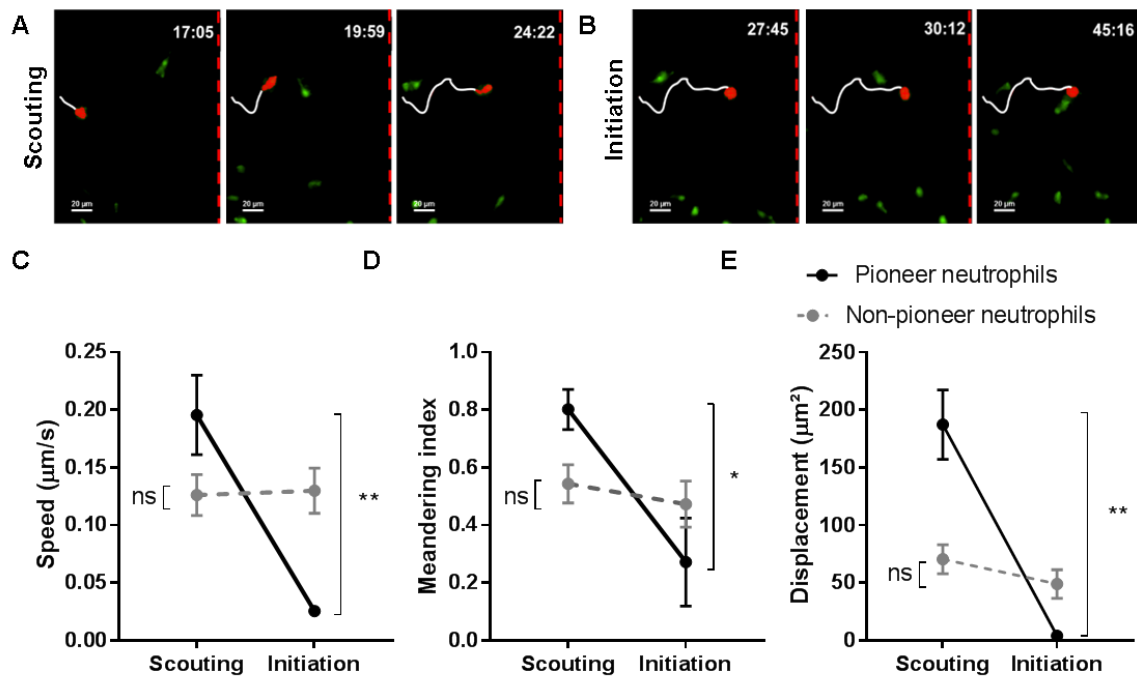 A
Scouting
17:05
19:59
24:22
20 µm
20 µm
20 µm
B
Initiation
27:45
30:12
45:16
20 µm
20 µm
20 µm
C
Speed (µm/s)
0.25
0.20
0.15
0.10
0.05
0.00
ns
**
Scouting
Initiation
D
Meandering index
1.0
0.8
0.6
0.4
0.2
0.0
ns
*
Scouting
Initiation
E
Pioneer neutrophils
Non-pioneer neutrophils
Displacement (µm²)
250
200
150
100
50
0
ns
**
Scouting
Initiation